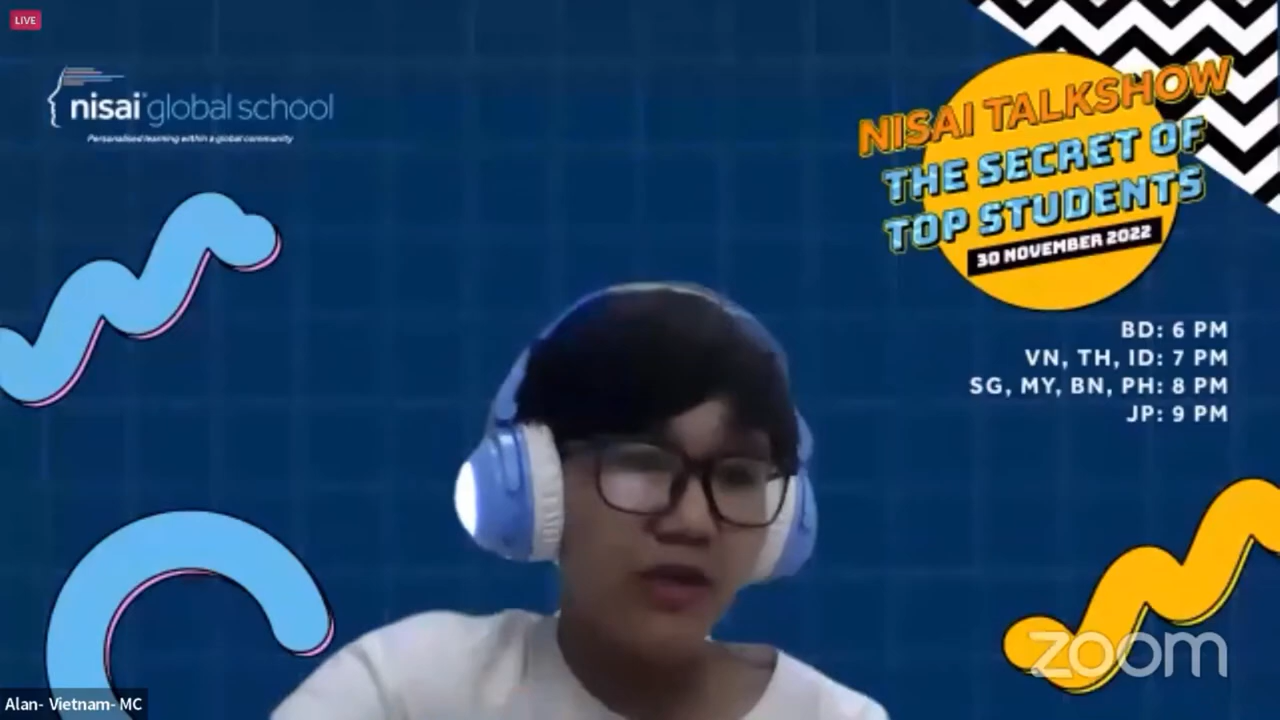 LIVE
nisai global school
Personalised learning within a global community
NISAI TALKSHOW
THE SECRET OF
TOP STUDENTS
30 NOVEMBER 2022
BD: 6 PM
VN, TH, ID: 7 PM
SG, MY, BN, PH: 8 PM
JP: 9 PM
zoom
Alan- Vietnam- MC